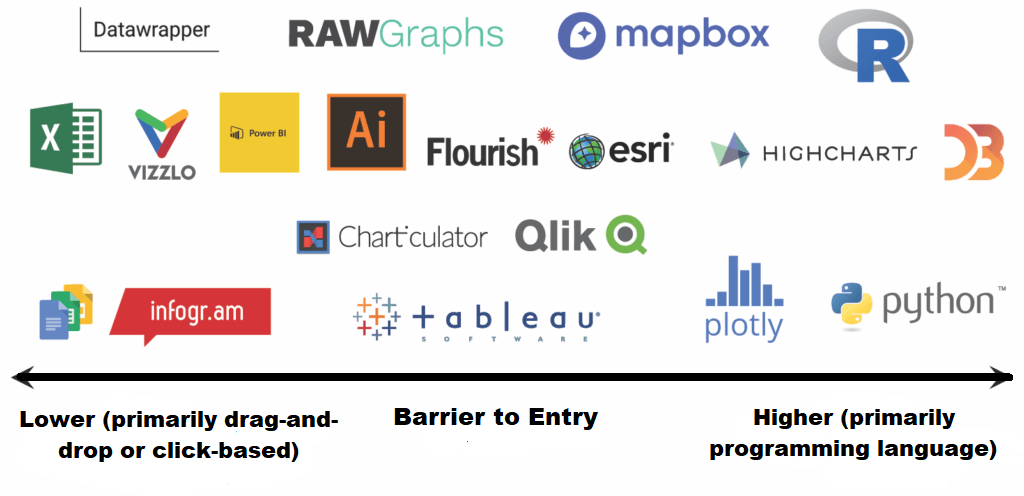 Datawrapper
RAWGraphs
mapbox
R
X
VIZZLO
Power BI
Ai
Flourish
esri
HIGHCHARTS
D3
Chart·culator
Qlik
infogr.am
tableau
SOFTWARE
plotly
python™
Lower (primarily drag-and-
drop or click-based)
Barrier to Entry
Higher (primarily
programming language)